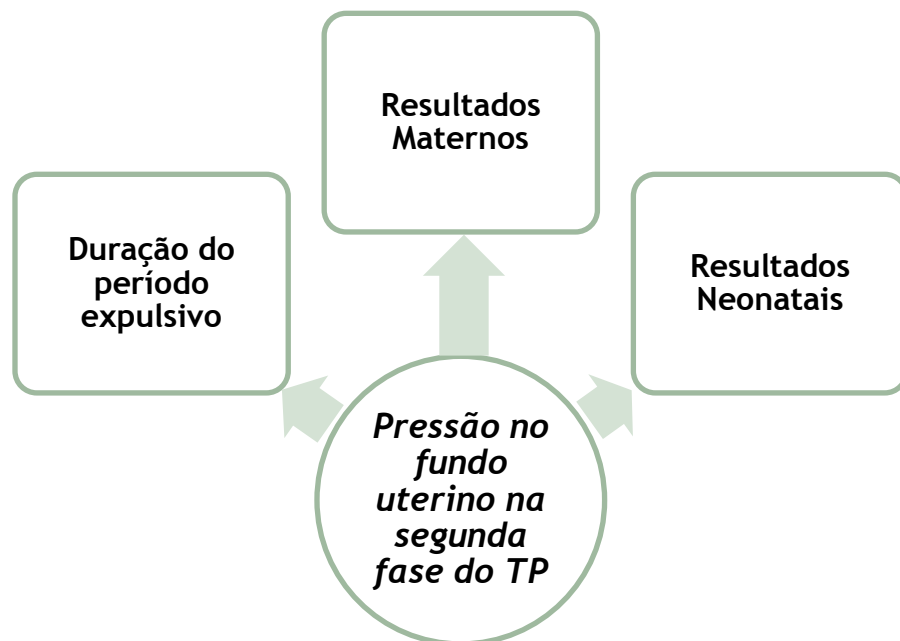 Resultados
Maternos
Duração do
período
expulsivo
Resultados
Neonatais
Pressão no
fundo
uterino na
segunda
fase do TP